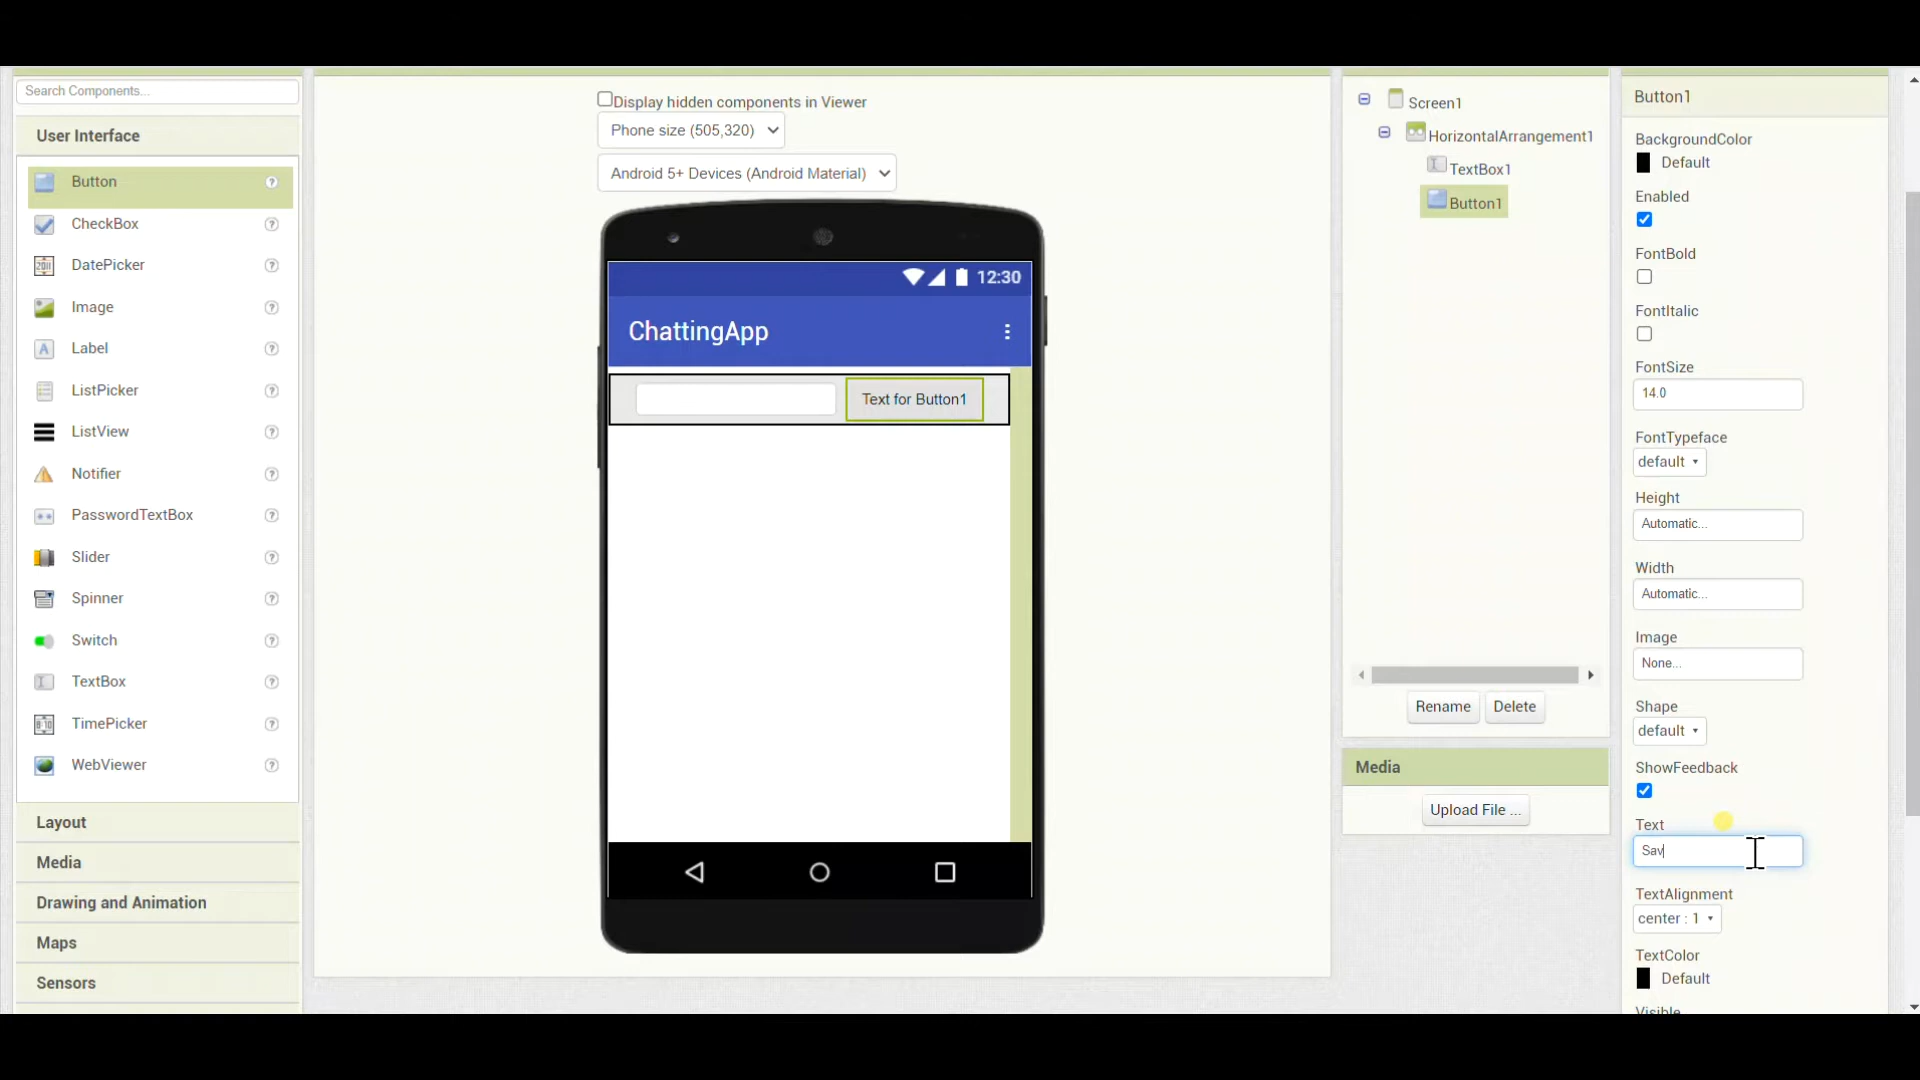 Search Components...
User Interface
Button
CheckBox
DatePicker
Image
Label
ListPicker
ListView
Notifier
PasswordTextBox
Slider
Spinner
Switch
TextBox
TimePicker
WebViewer
Layout
Media
Drawing and Animation
Maps
Sensors
Display hidden components in Viewer
Phone size (505,320)
Android 5+ Devices (Android Material)
12:30
ChattingApp
Text for Button1
Screen1
HorizontalArrangement1
TextBox1
Button1
Rename
Delete
Media
Upload File ...
Button1
BackgroundColor
Default
Enabled
FontBold
FontItalic
FontSize
14.0
FontTypeface
default
Height
Automatic...
Width
Automatic...
Image
None...
Shape
default
ShowFeedback
Text
Sav
TextAlignment
center : 1
TextColor
Default
Visible